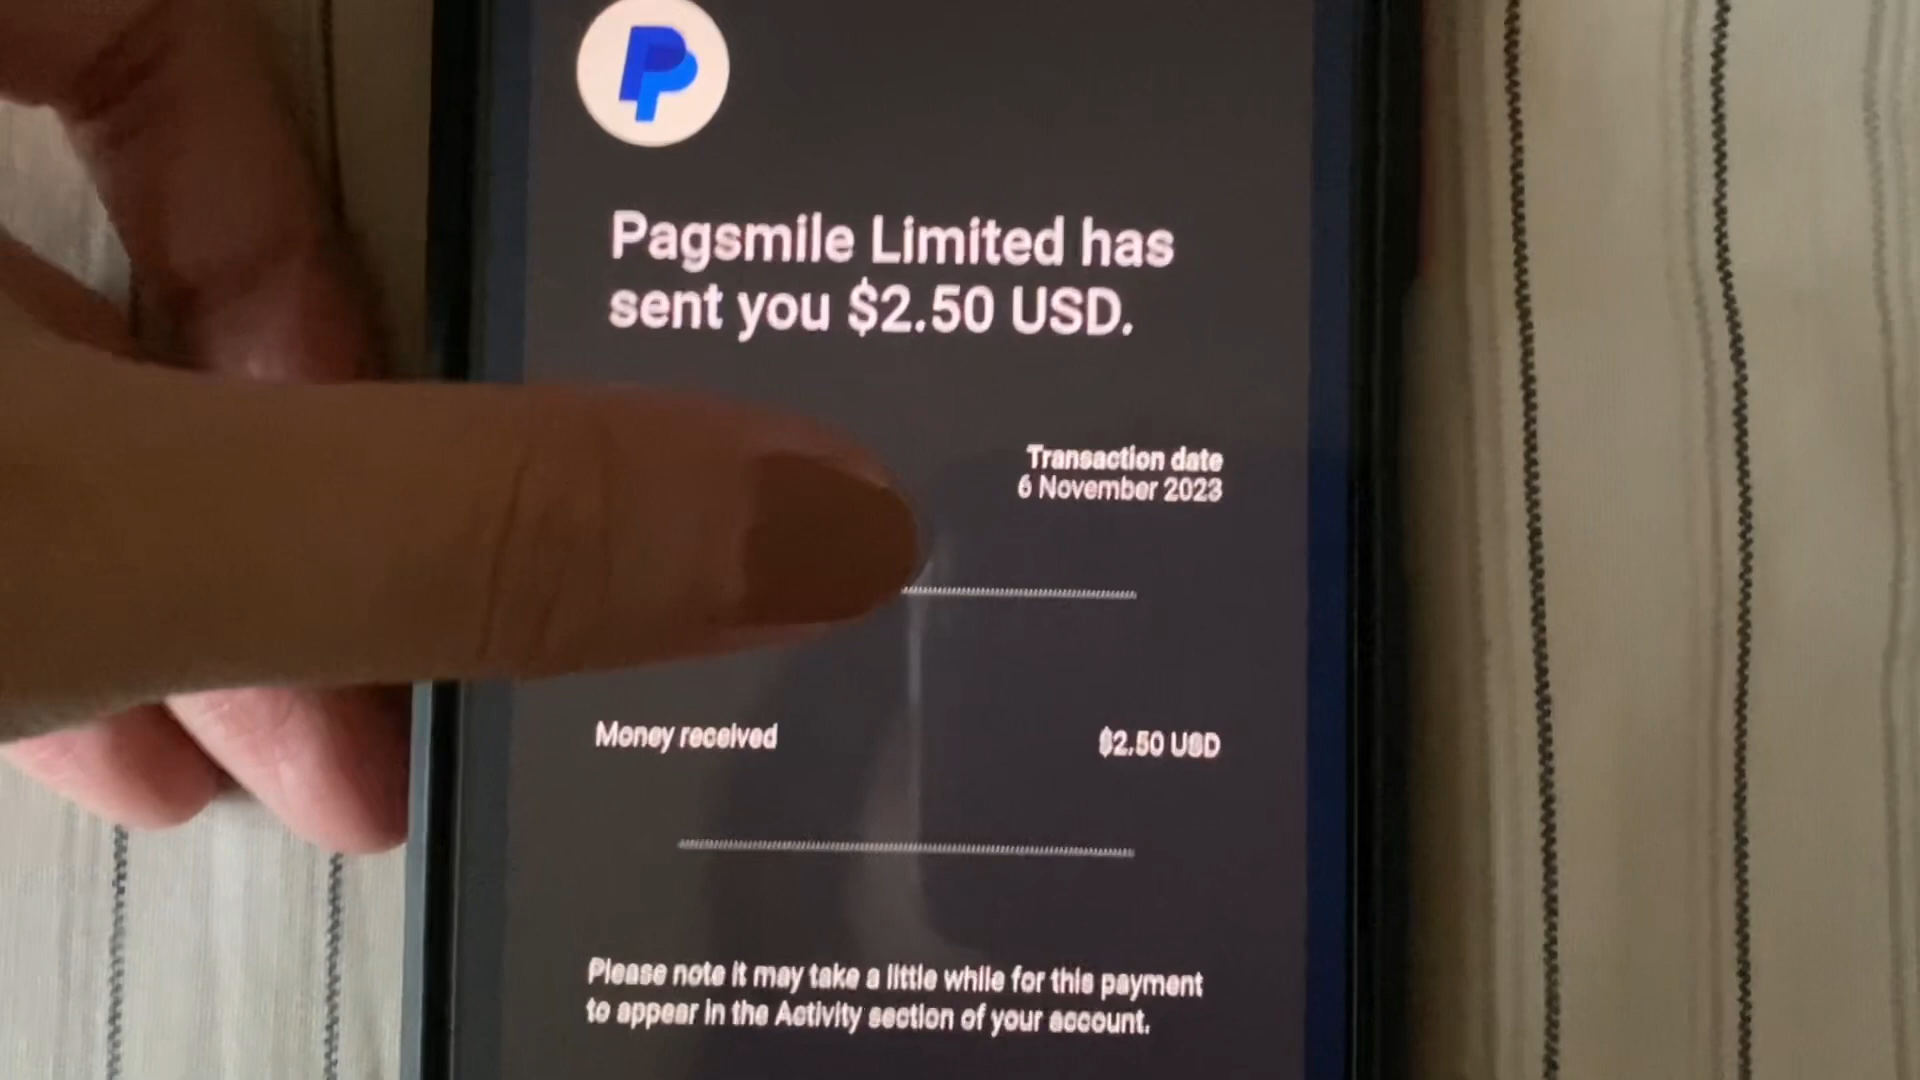 Pagsmile Limited has
sent you $2.50 USD.
Transaction date
6 November 2023
Money received
$2.50 USD
Please note it may take a little while for this payment
to appear in the Activity section of your account.